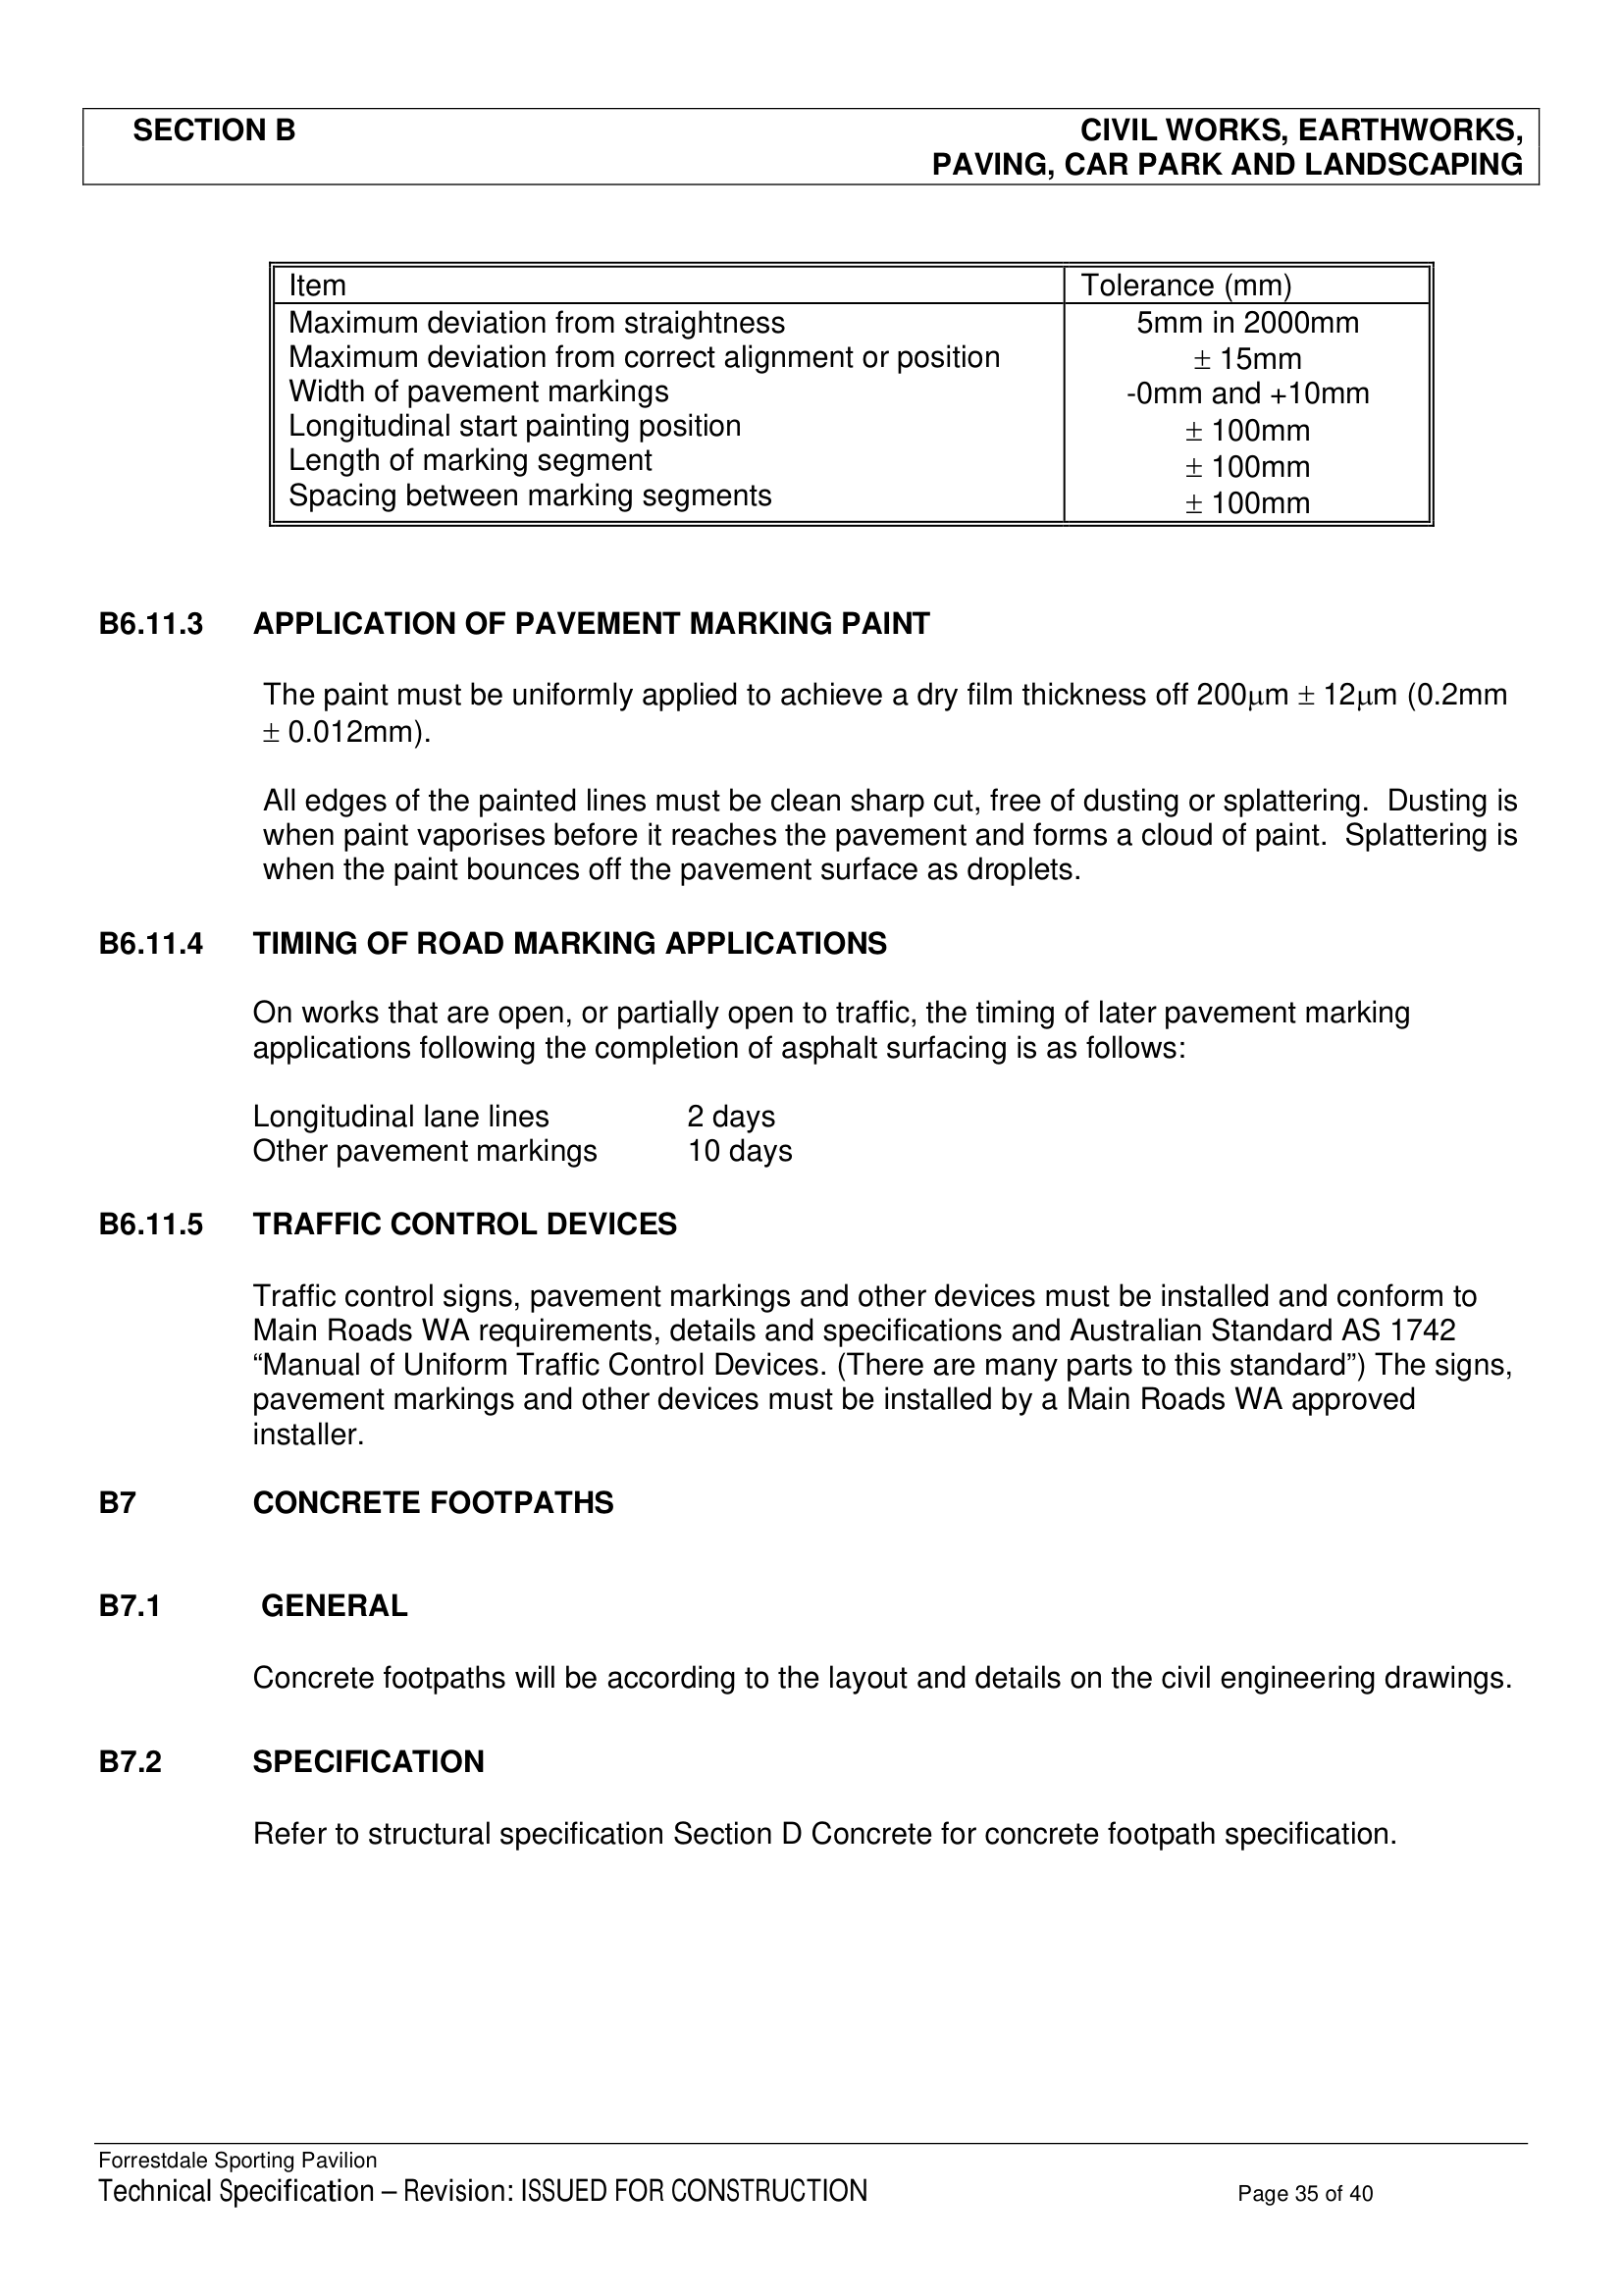 SECTION B CIVIL WORKS, EARTHWORKS,
PAVING, CAR PARK AND LANDSCAPING
Item Tolerance (mm)
Maximum deviation from straightness 5mm in 2000mm
Maximum deviation from correct alignment or position ± 15mm
Width of pavement markings -0mm and +10mm
Longitudinal start painting position ± 100mm
Length of marking segment ± 100mm
Spacing between marking segments ± 100mm
B6.11.3 APPLICATION OF PAVEMENT MARKING PAINT
The paint must be uniformly applied to achieve a dry film thickness off 200µm ± 12µm (0.2mm
± 0.012mm).
All edges of the painted lines must be clean sharp cut, free of dusting or splattering. Dusting is
when paint vaporises before it reaches the pavement and forms a cloud of paint. Splattering is
when the paint bounces off the pavement surface as droplets.
B6.11.4 TIMING OF ROAD MARKING APPLICATIONS
On works that are open, or partially open to traffic, the timing of later pavement marking
applications following the completion of asphalt surfacing is as follows:
Longitudinal lane lines 2 days
Other pavement markings 10 days
B6.11.5 TRAFFIC CONTROL DEVICES
Traffic control signs, pavement markings and other devices must be installed and conform to
Main Roads WA requirements, details and specifications and Australian Standard AS 1742
“Manual of Uniform Traffic Control Devices. (There are many parts to this standard”) The signs,
pavement markings and other devices must be installed by a Main Roads WA approved
installer.
B7 CONCRETE FOOTPATHS
B7.1 GENERAL
Concrete footpaths will be according to the layout and details on the civil engineering drawings.
B7.2 SPECIFICATION
Refer to structural specification Section D Concrete for concrete footpath specification.
Forrestdale Sporting Pavilion
Technical Specification – Revision: ISSUED FOR CONSTRUCTION Page 35 of 40